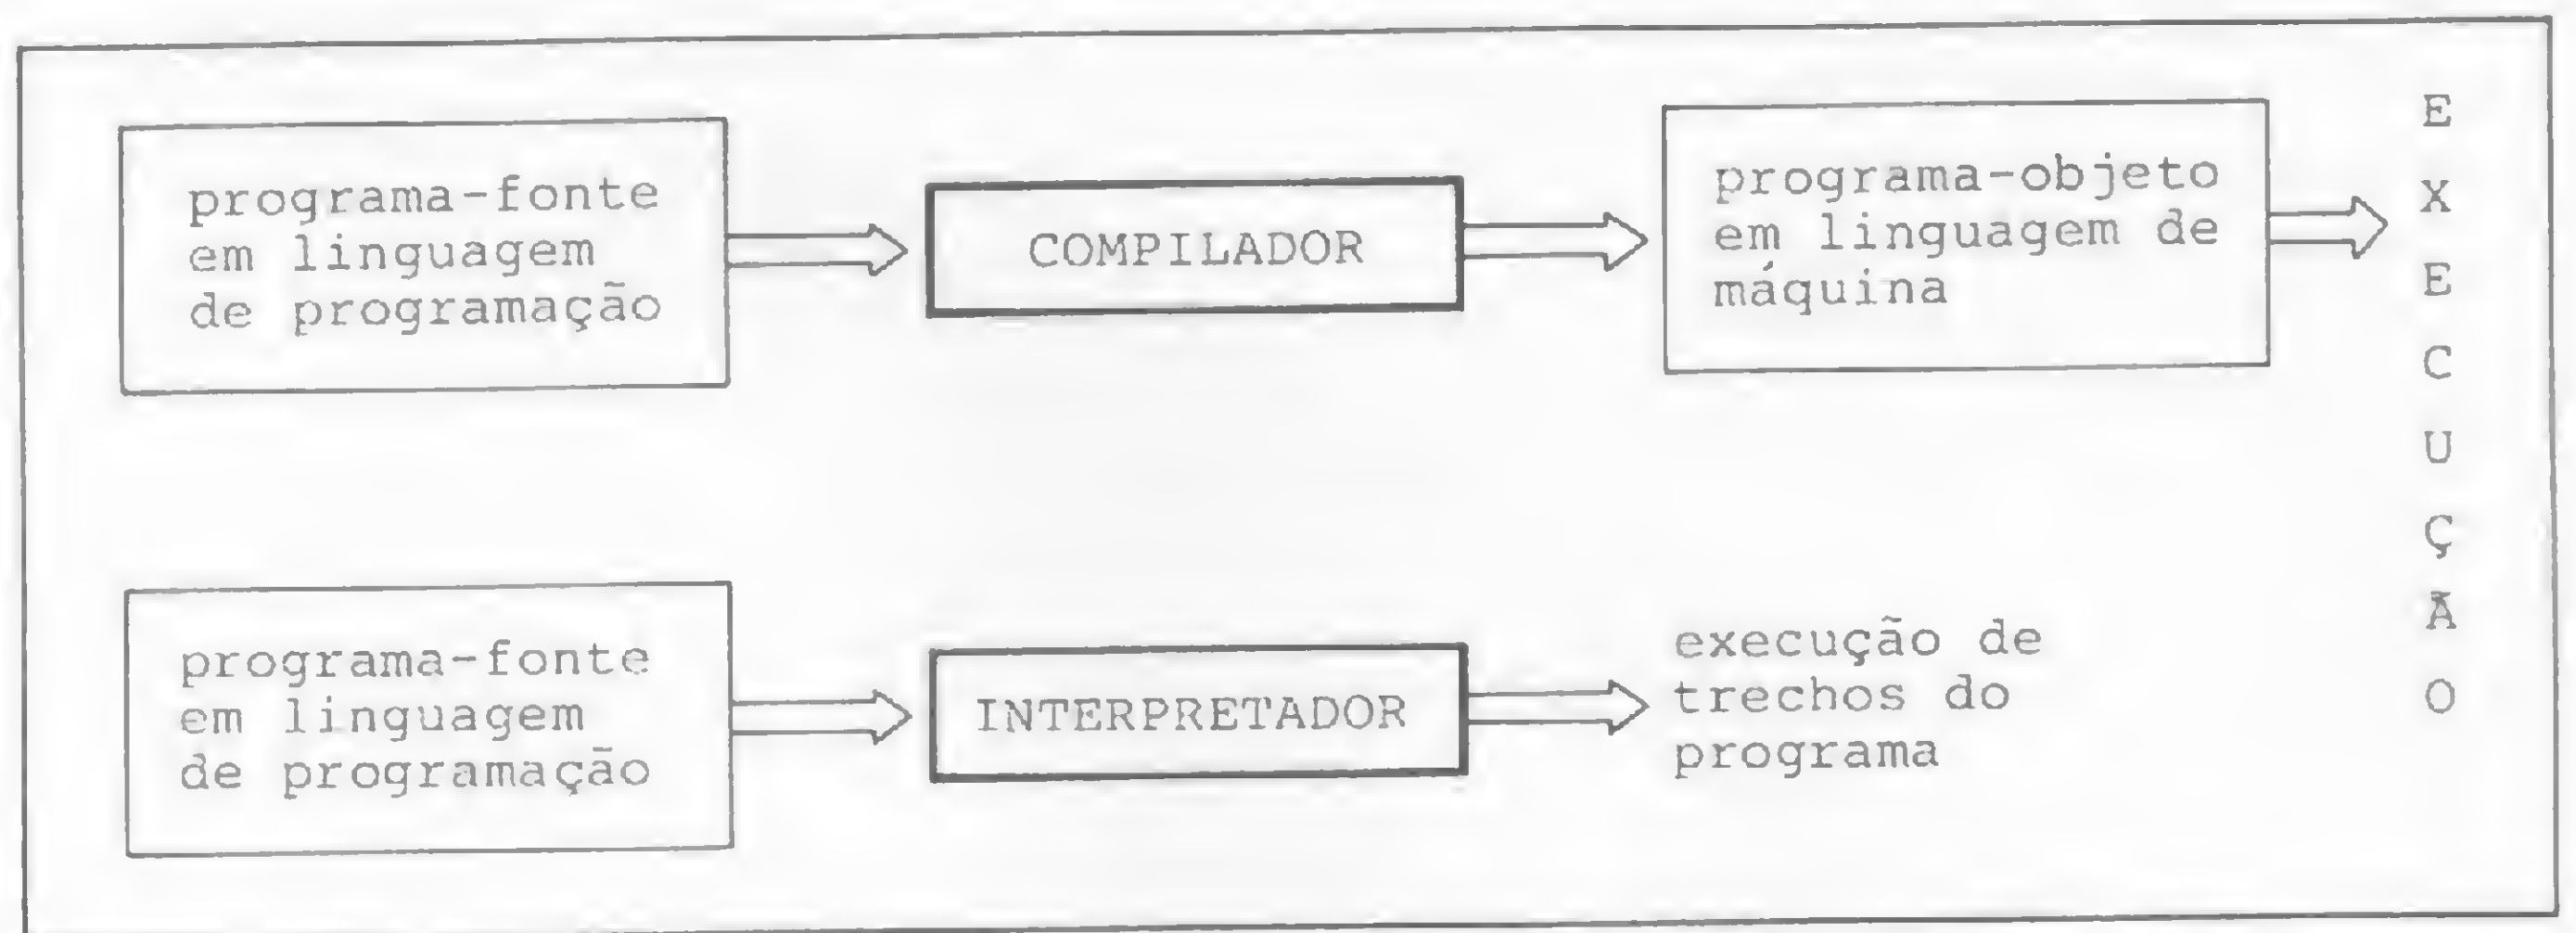 programa-fonte
em linguagem
de programação
COMPILADOR
programa-objeto
em linguagem de
máquina
EXECUÇÃO
programa-fonte
em linguagem
de programação
INTERPRETADOR
execução de
trechos do
programa